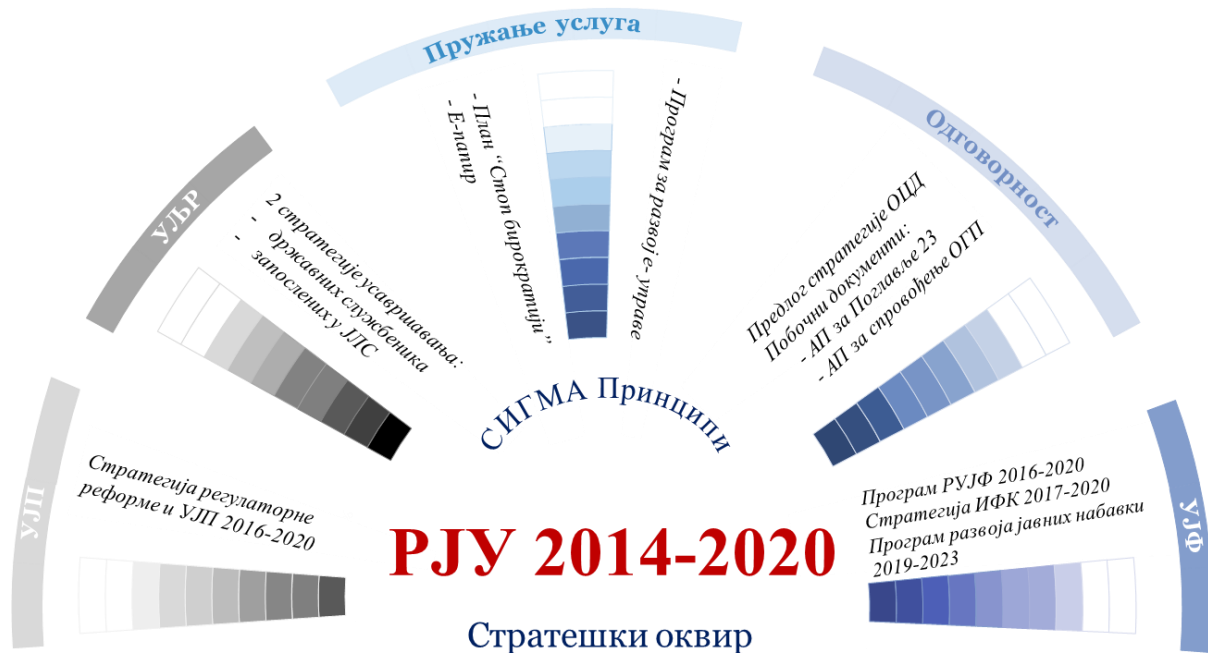 УЈП
Стратегија регулаторне
реформе и УЈП 2016-2020
УЉР
2 стратегије усавршавања:
- државних службеника
- запослених у ЈЛС
Пружање услуга
- План “Стоп бирократији”
- Е-папир
- Програм за развој е- управе
Одговорност
Предлог стратегије ОЦД
Побочни документи:
- АП за Поглавље 23
- АП за спровођење ОГП
УЈФ
Програм РУЈФ 2016-2020
Стратегија ИФК 2017-2020
Програм развоја јавних набавки
2019-2023
СИГМА Принципи
РЈУ 2014-2020
Стратешки оквир